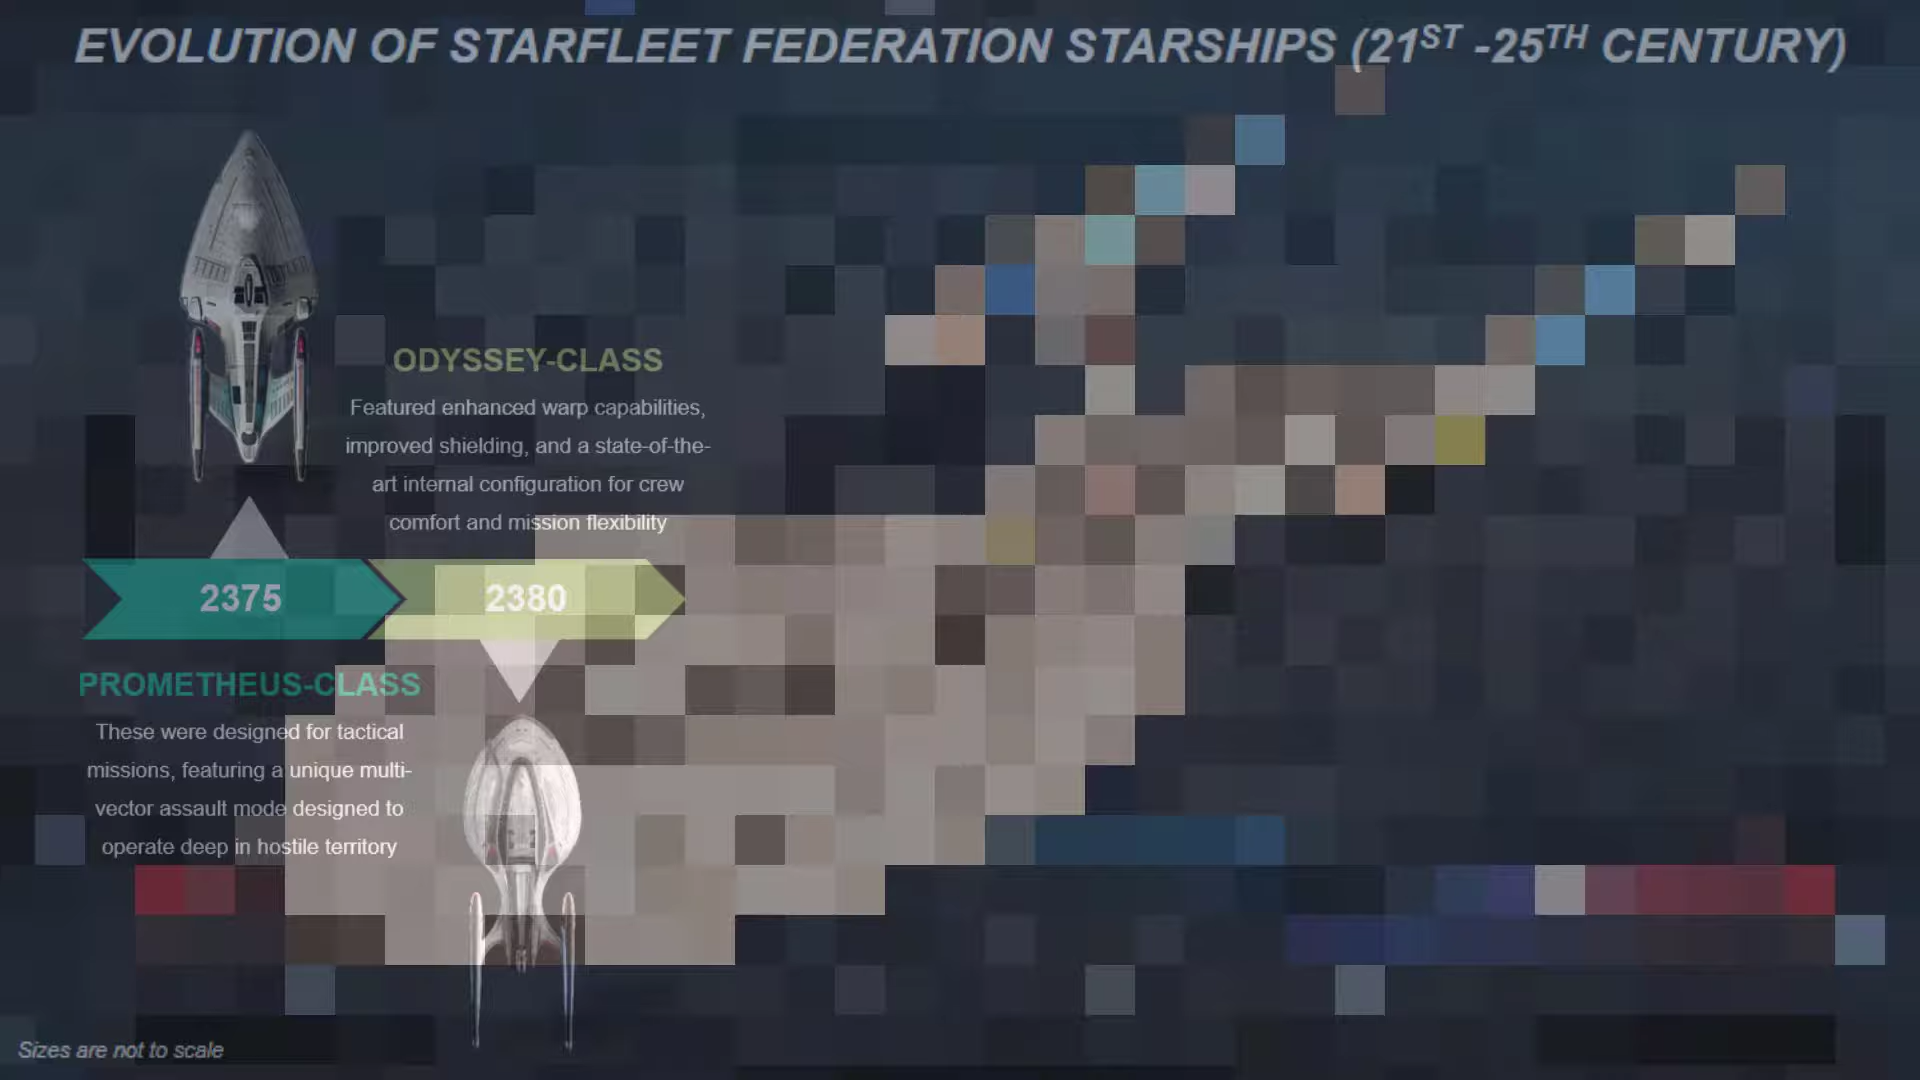 EVOLUTION OF STARFLEET FEDERATION STARSHIPS (21ST -25TH CENTURY)
ODYSSEY-CLASS
Featured enhanced warp capabilities,
improved shielding, and a state-of-the-
art internal configuration for crew
comfort and mission flexibility
2375
2380
PROMETHEUS-CLASS
These were designed for tactical
missions, featuring a unique multi-
vector assault mode designed to
operate deep in hostile territory
Sizes are not to scale